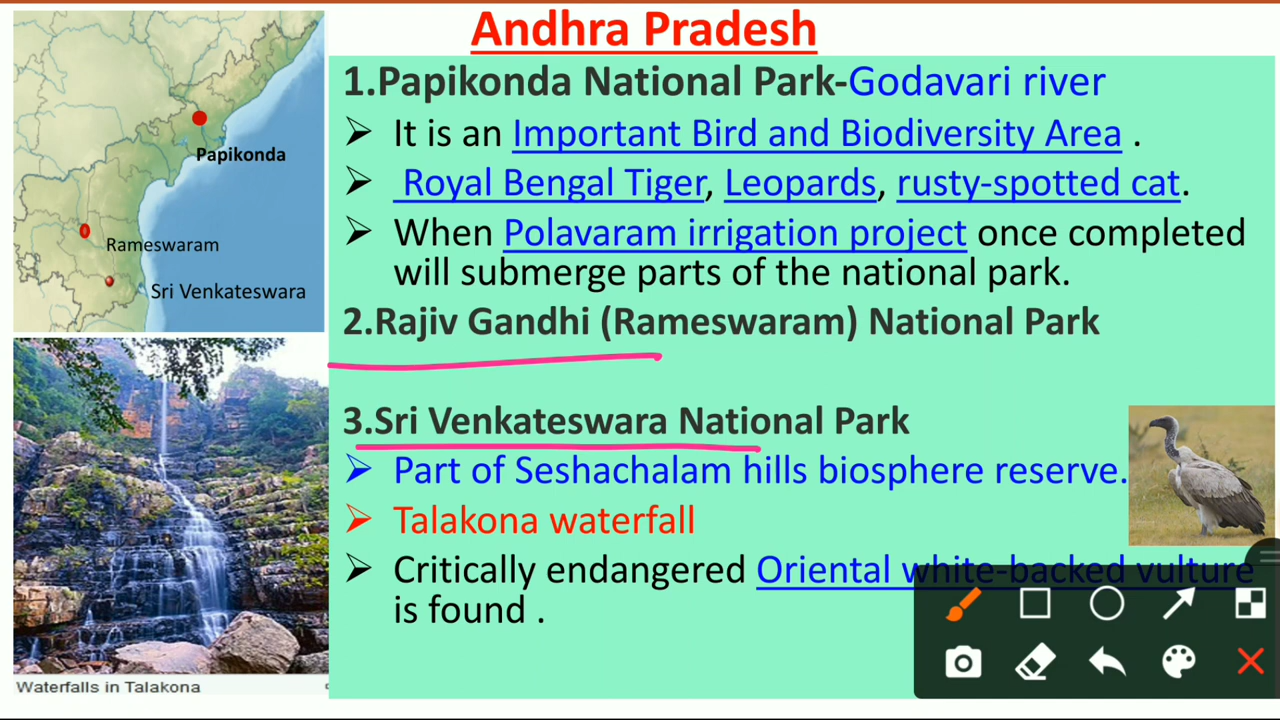 Andhra Pradesh
1.Papikonda National Park-Godavari river
➢ It is an Important Bird and Biodiversity Area .
➢ Royal Bengal Tiger, Leopards, rusty-spotted cat.
➢ When Polavaram irrigation project once completed
will submerge parts of the national park.
2.Rajiv Gandhi (Rameswaram) National Park
3.Sri Venkateswara National Park
➢ Part of Seshachalam hills biosphere reserve.
➢ Talakona waterfall
➢ Critically endangered Oriental white-backed vulture
is found .
Papikonda
Rameswaram
Sri Venkateswara
Waterfalls in Talakona